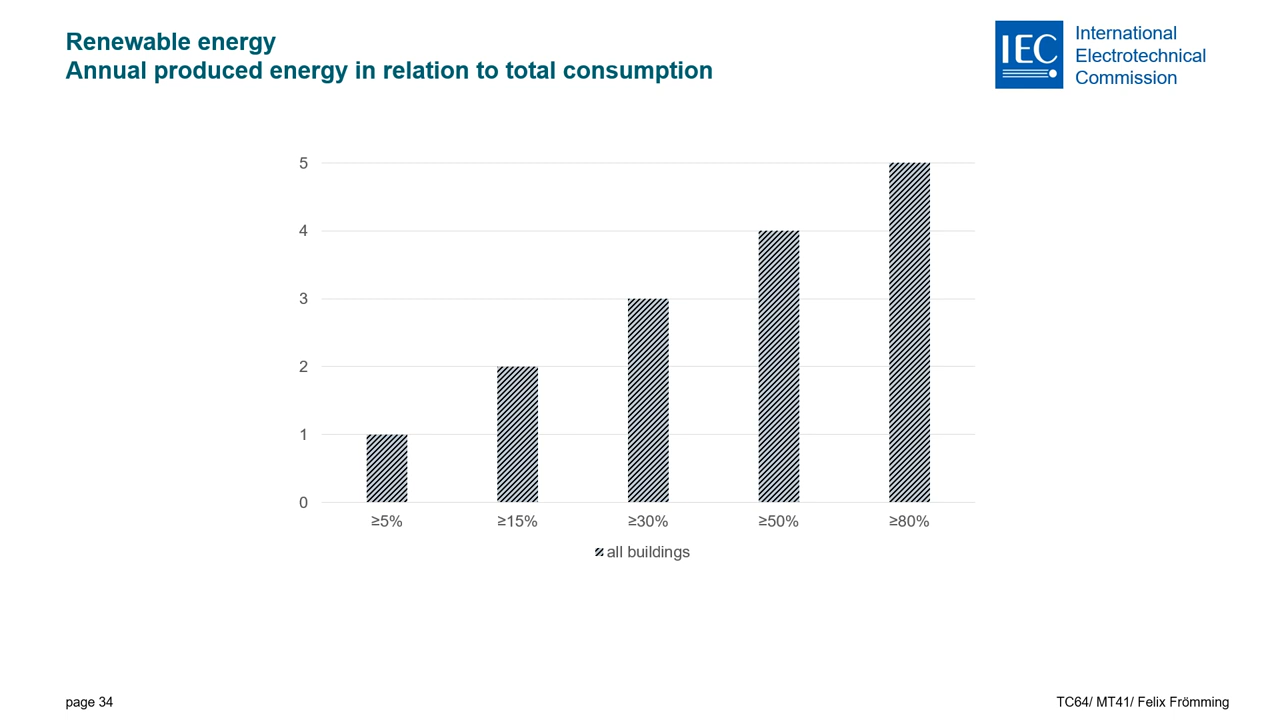 Renewable energy
Annual produced energy in relation to total consumption
IEC
International
Electrotechnical
Commission
5
4
3
2
1
0
≥5% ≥15% ≥30% ≥50% ≥80%
all buildings
page 34
TC64/ MT41/ Felix Frömming